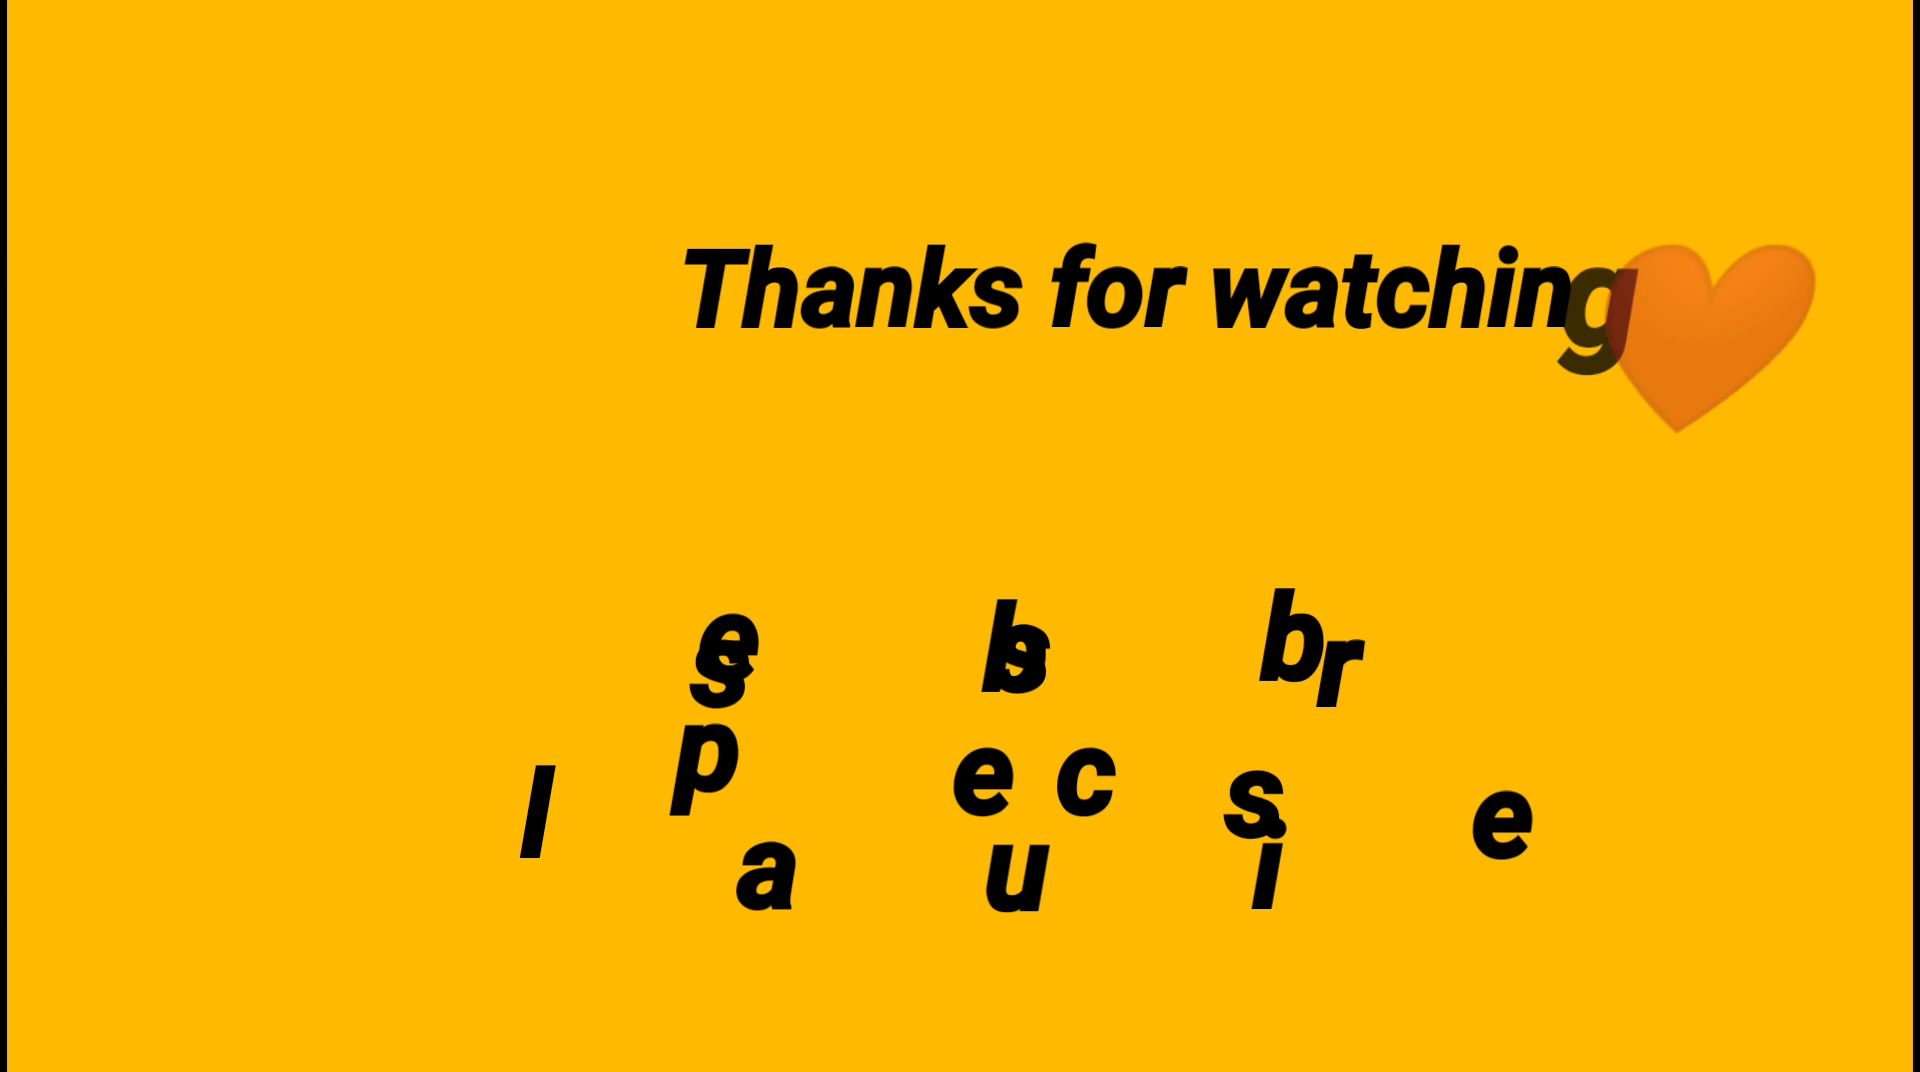 Thanks for watching
e b b
s s r
p
l e c s e
a u i